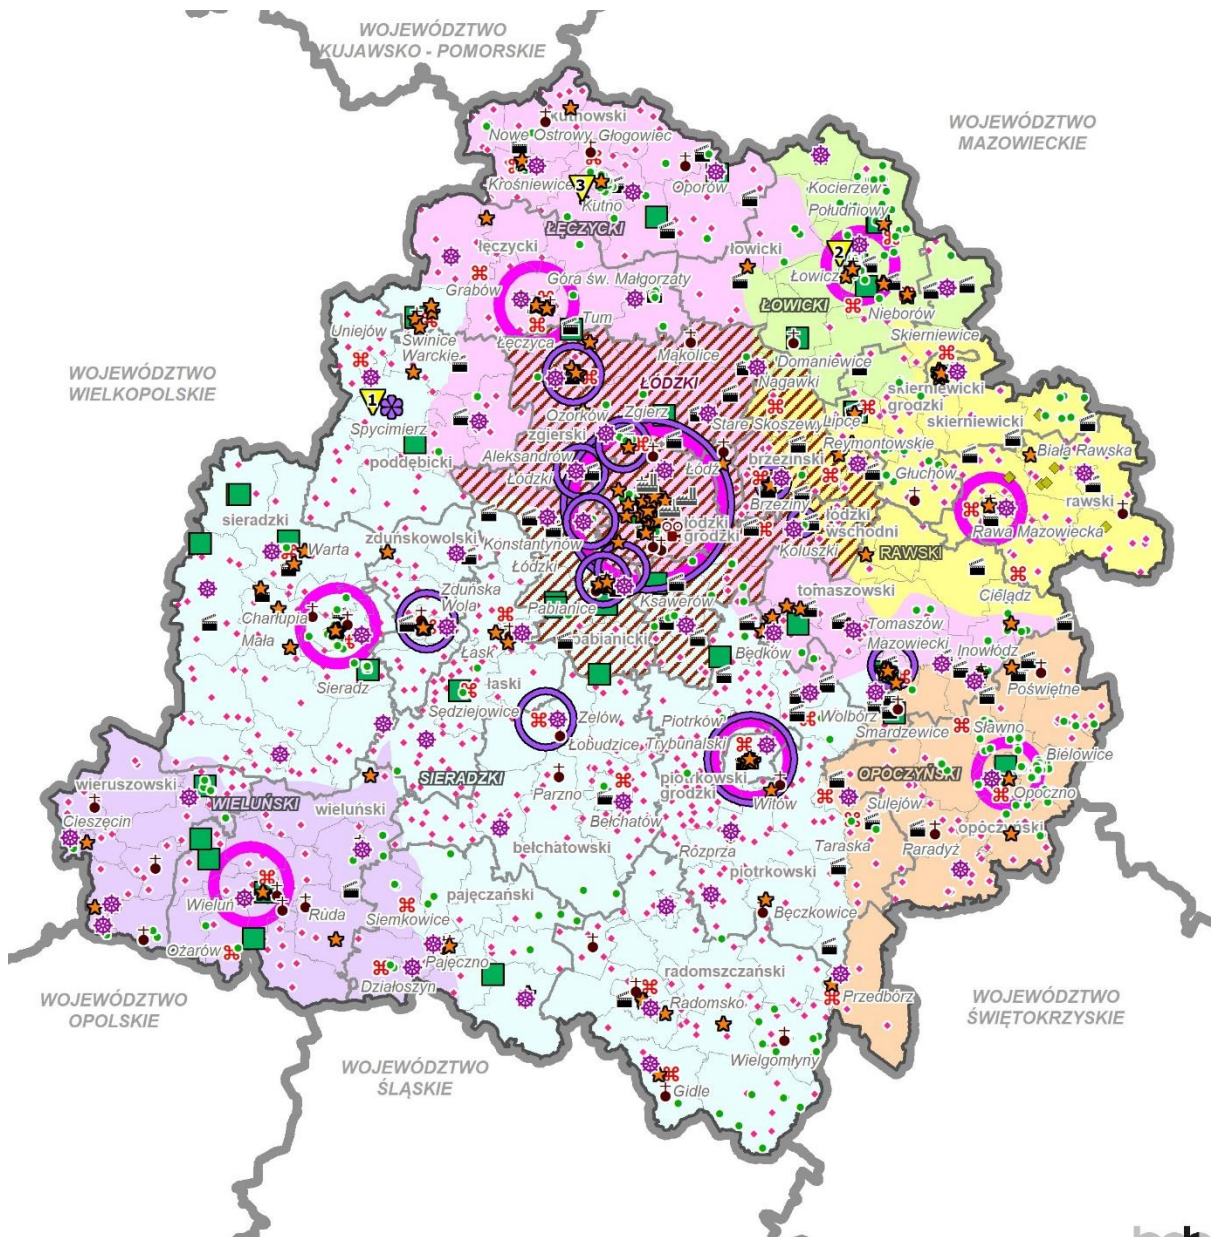 WOJEWÓDZTWO
KUJAWSKO - POMORSKIE
WOJEWÓDZTWO
MAZOWIECKIE
kutnowski
Nowe Ostrowy Głogowiec
Krośniewice
3
Kutno
Oporów
Kocierzew
Południowy
ŁĘCZYCKI
łęczycki
łowicki
2
Łowicz
Grabów
Góra św. Małgorzaty
ŁOWICKI
Nieborów
Uniejów
Tum
Świnice
Warckie
Łęczyca
Mąkolice
Domaniewice
Skierniewice
WOJEWÓDZTWO
WIELKOPOLSKIE
ŁÓDZKI
Nagawki
skierniewicki
grodzki
1
Spycimierz
Ozorków
Zgierz
Stare Skoszewy
Lipce
Reymontowskie
skierniewicki
zgierski
Aleksandrów
Łódzki
poddębicki
Łódź
brzeziński
Biała Rawska
Głuchów
Brzeziny
rawski
sieradzki
łódzki
grodzki
łódzki
wschodni
Rawa Mazowiecka
Warta
zduńskowolski
Konstantynów
Łódzki
Koluszki
RAWSKI
Cielądz
Charłupia
Mała
Zduńska
Wola
Pabianice
Ksawerów
tomaszowski
Tomaszów
Mazowiecki
Inowłódz
Łask
pabianicki
Będków
Sieradz
łaski
Sędziejowice
Poświętne
Zelów
Łobudzice
Piotrków
Trybunalski
Wolbórz
Smardzewice
Sławno
Bielowice
wieruszowski
SIERADZKI
piotrkowski
grodzki
OPOCZYŃSKI
Opoczno
WIELUŃSKI
wieluński
Parzno
Witów
Sulejów
Cieszęcin
Bełchatów
opoczyński
bełchatowski
Rozprza
Taraska
Paradyż
pajęczański
piotrkowski
Wieluń
Ruda
Siemkowice
Bęczkowice
Ożarów
Pajęczno
Działoszyn
radomszczański
Radomsko
Przedbórz
WOJEWÓDZTWO
OPOLSKIE
WOJEWÓDZTWO
ŚWIĘTOKRZYSKIE
Wielgomłyny
WOJEWÓDZTWO
ŚLĄSKIE
Gidle